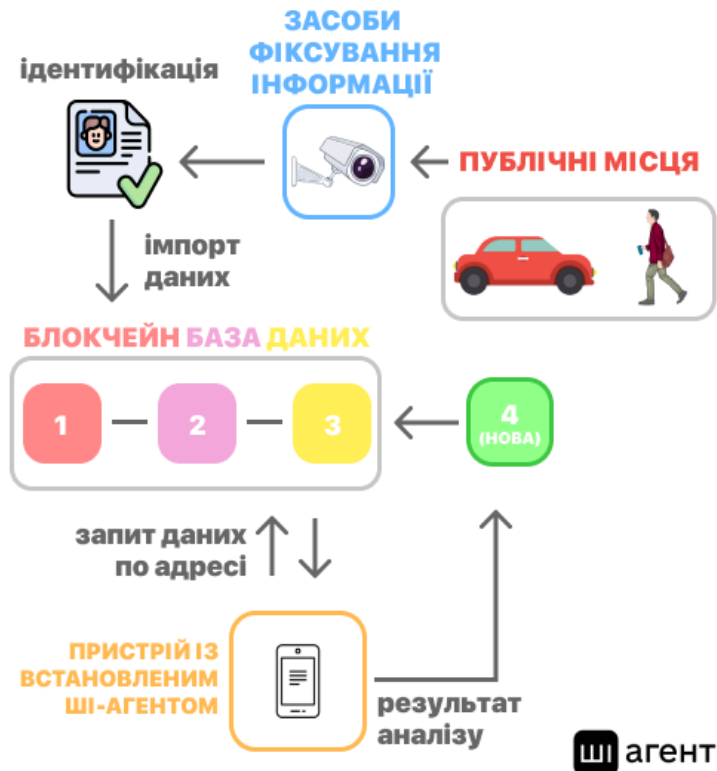 ЗАСОБИ
ФІКСУВАННЯ
ІНФОРМАЦІЇ
ідентифікація
ПУБЛІЧНІ МІСЦЯ
імпорт
даних
БЛОКЧЕЙН БАЗА ДАНИХ
1
2
3
4
(НОВА)
запит даних
по адресі
ПРИСТРІЙ ІЗ
ВСТАНОВЛЕНИМ
ШІ-АГЕНТОМ
результат
аналізу
ШІ агент